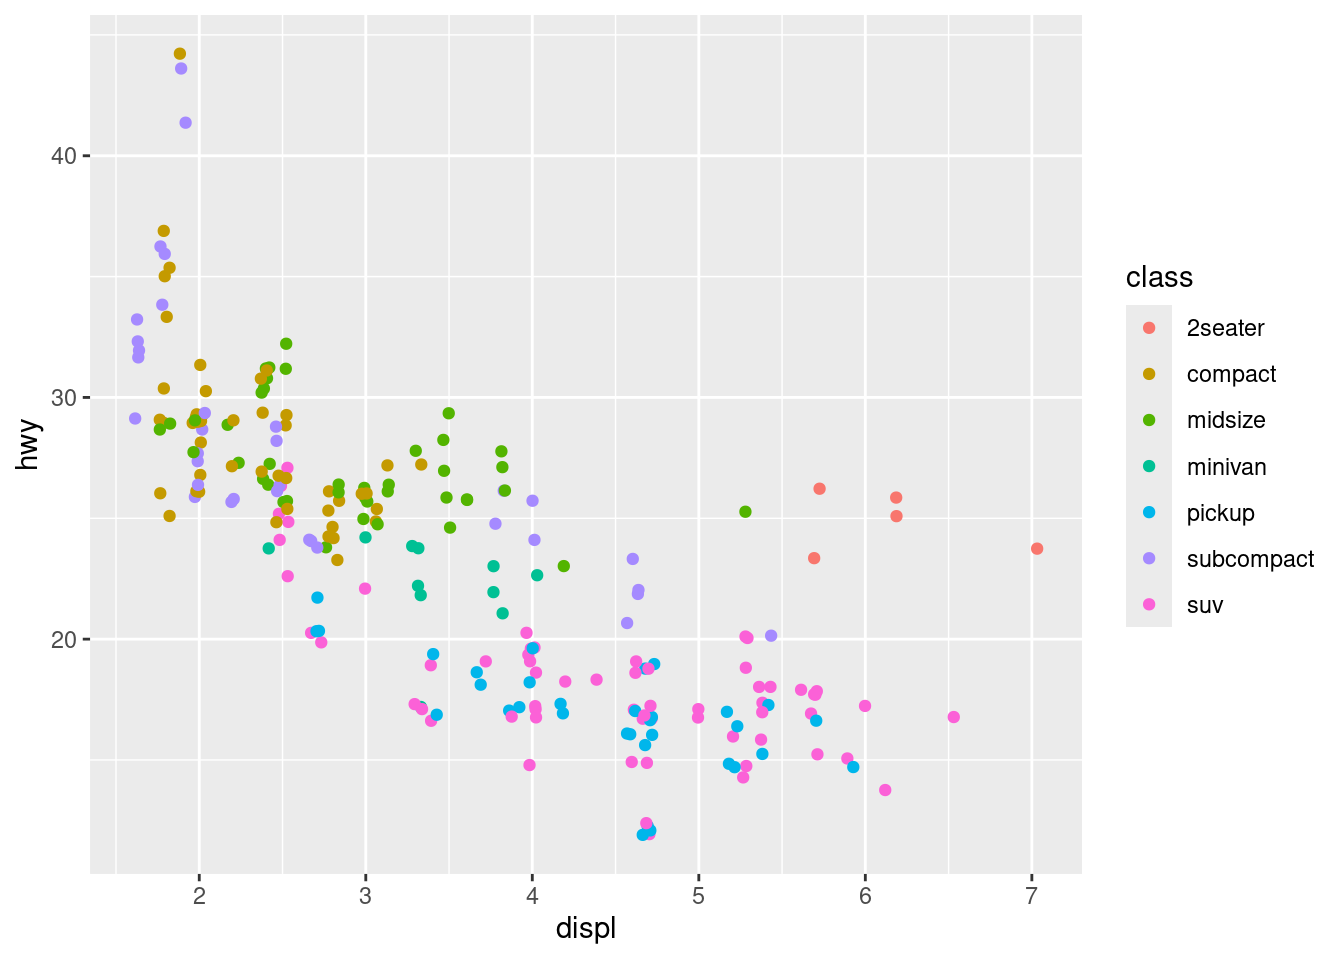 40
30
20
hwy
2 3 4 5 6 7
displ
class
2seater
compact
midsize
minivan
pickup
subcompact
suv